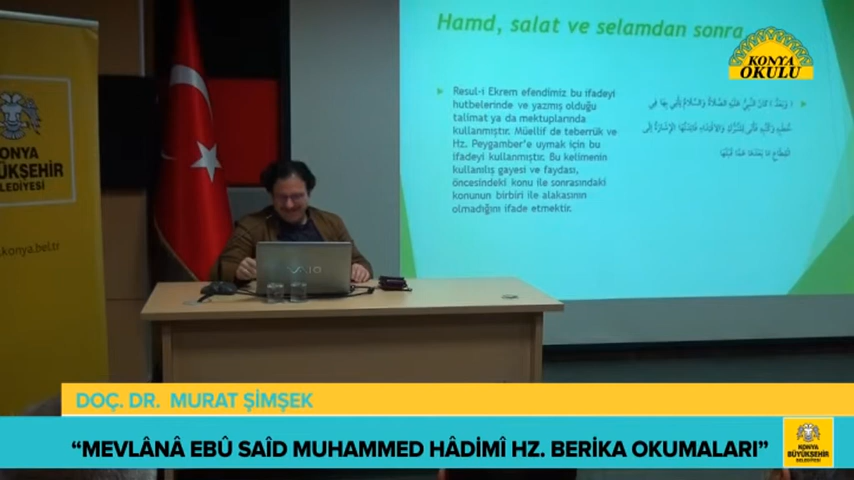 Hamd, salat ve selamdan sonra
KONYA
OKULU
Resul-i Ekrem efendimiz bu ifadeyi
hutbelerinde ve yazmış olduğu
talimat ya da mektuplarında
kullanmıştır. Müellif de teberrük ve
Hz. Peygamber'e uymak için bu
ifadeyi kullanmıştır. Bu kelimenin
kullanılış gayesi ve faydası,
öncesindeki konu ile sonrasındaki
konunun birbiri ile alakasının
olmadığını ifade etmektir.
KONYA
BÜYÜKŞEHİR
BELEDİYESİ
konya.bel.tr
VAIO
DOÇ. DR. MURAT ŞİMŞEK
“MEVLÂNÂ EBÛ SAÎD MUHAMMED HÂDİMÎ HZ. BERİKA OKUMALARI”
KONYA
BÜYÜKŞEHİR
BELEDİYESİ